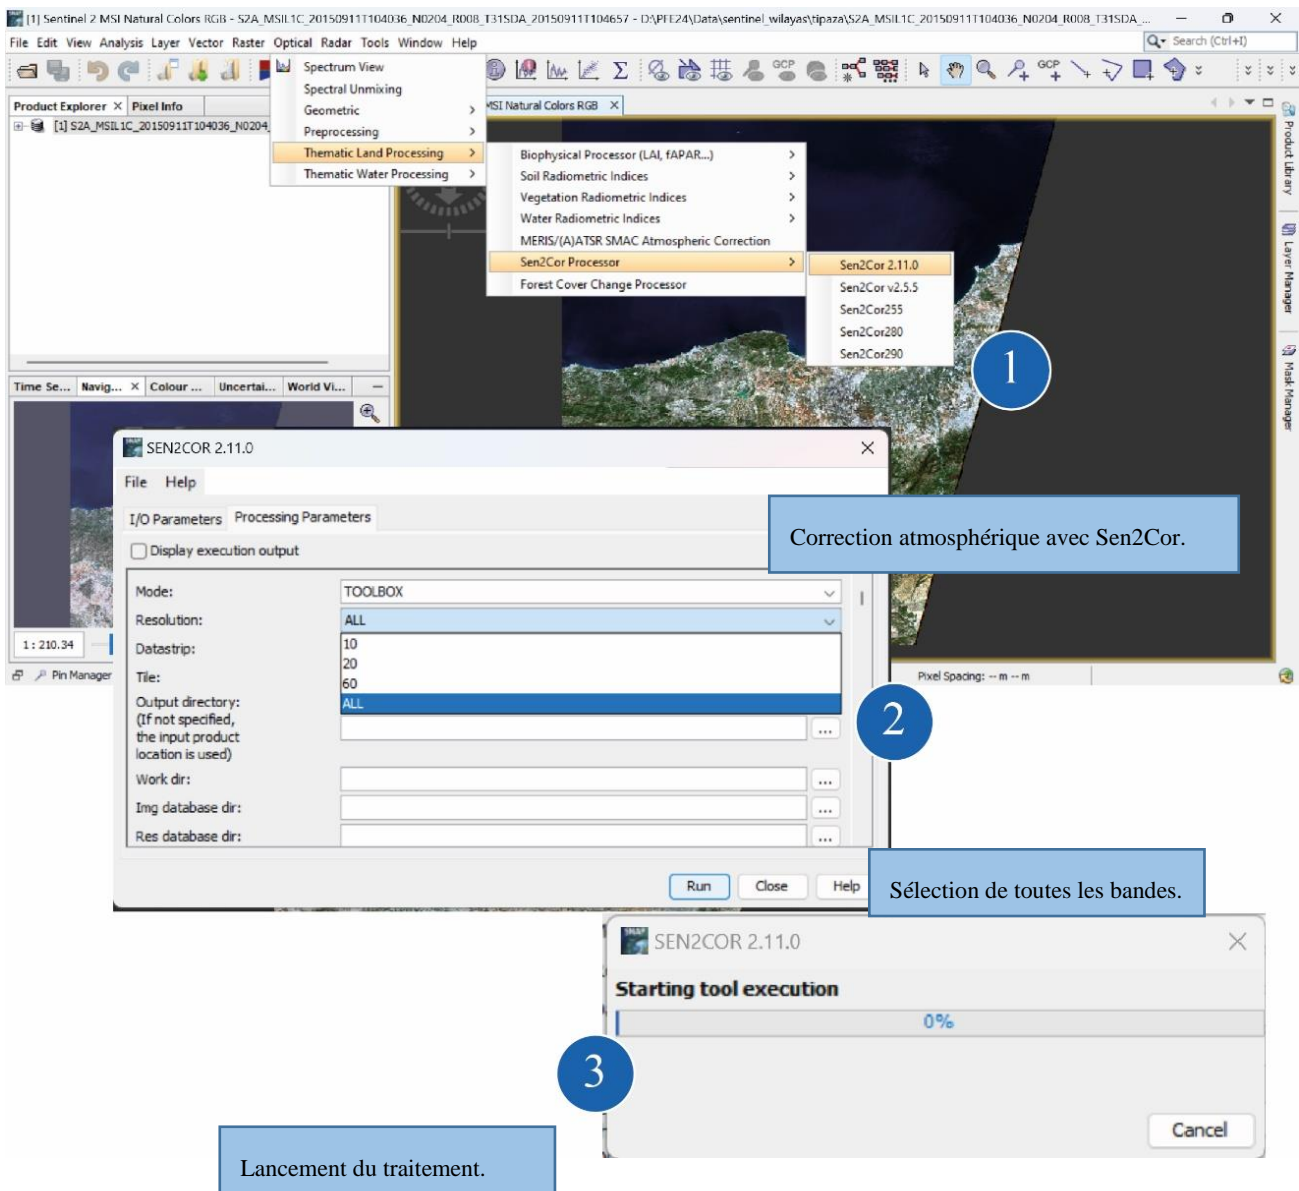 [1] Sentinel 2 MSI Natural Colors RGB - S2A_MSIL1C_20150911T104036_N0204_R008_T31SDA_20150911T104657 - D:\PFE24\Data\sentinel_wilayas\tipaza\S2A_MSIL1C_20150911T104036_N0204_R008_T31SDA_...
File Edit View Analysis Layer Vector Raster Optical Radar Tools Window Help
Search (Ctrl+I)
GCP
GCP
Product Explorer × Pixel Info
MSI Natural Colors RGB ×
[1] S2A_MSIL1C_20150911T104036_N0204_
Spectrum View
Spectral Unmixing
Geometric >
Preprocessing >
Thematic Land Processing >
Thematic Water Processing >
Biophysical Processor (LAI, fAPAR...) >
Soil Radiometric Indices >
Vegetation Radiometric Indices >
Water Radiometric Indices >
MERIS/(A)ATSR SMAC Atmospheric Correction
Sen2Cor Processor >
Forest Cover Change Processor
Sen2Cor 2.11.0
Sen2Cor v2.5.5
Sen2Cor255
Sen2Cor280
Sen2Cor290
Product Library
Layer Manager
Mask Manager
1
Time Se... Navig... × Colour ... Uncertai... World Vi...
1 : 210.34
Pin Manager
Pixel Spacing: -- m -- m
SEN2COR 2.11.0
File Help
I/O Parameters Processing Parameters
Display execution output
Correction atmosphérique avec Sen2Cor.
Mode: TOOLBOX
Resolution: ALL
10
20
60
ALL
Datastrip:
Tile:
Output directory:
(If not specified,
the input product
location is used)
...
Work dir: ...
Img database dir: ...
Res database dir: ...
2
Run Close Help
Sélection de toutes les bandes.
SEN2COR 2.11.0
Starting tool execution
0%
3
Cancel
Lancement du traitement.